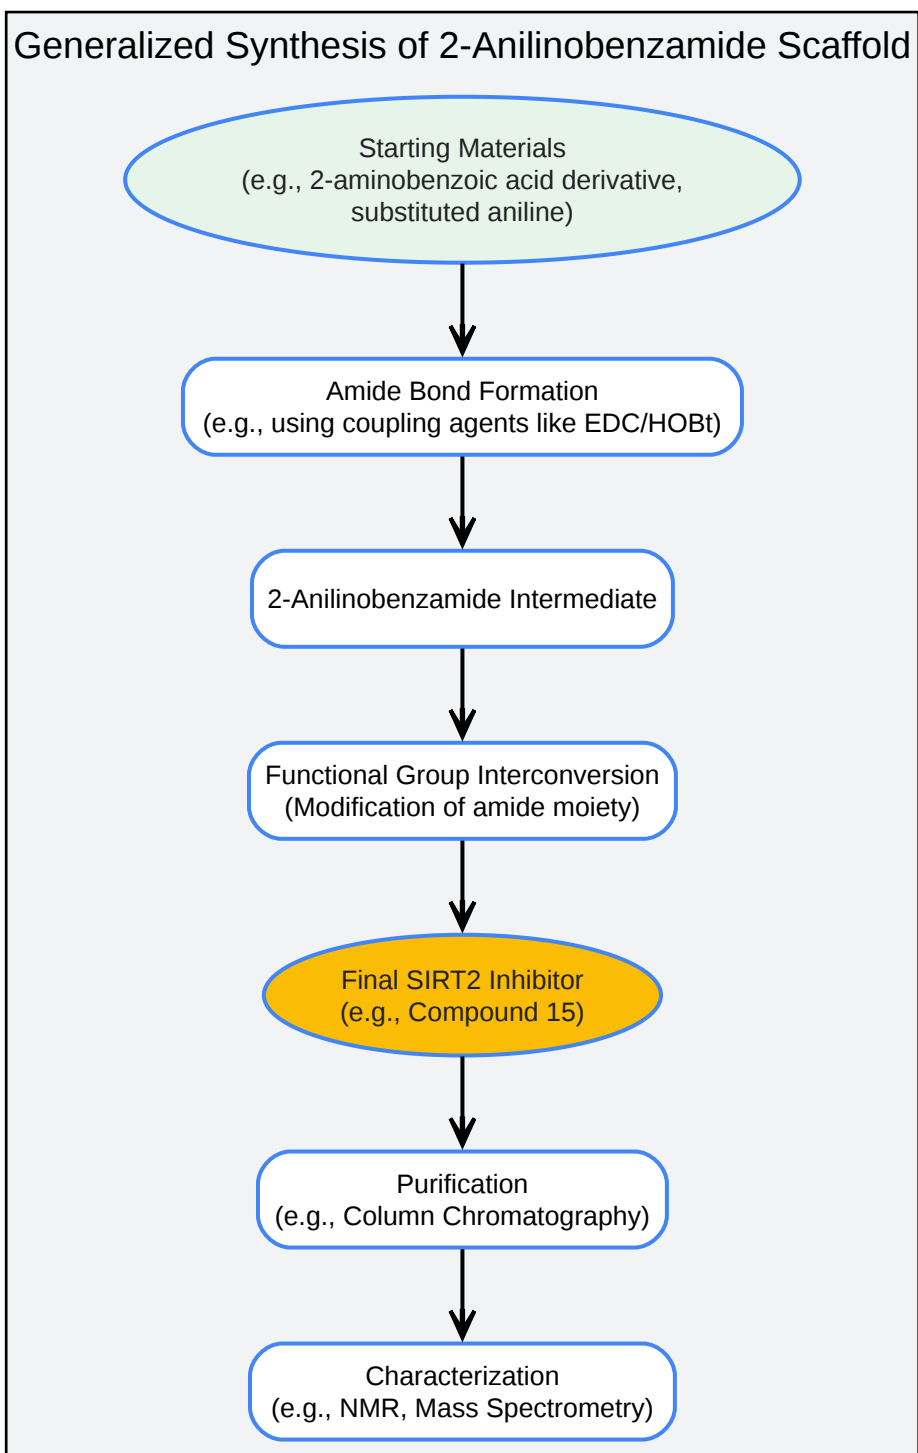 Generalized Synthesis of 2-Anilinobenzamide Scaffold
Starting Materials
(e.g., 2-aminobenzoic acid derivative,
substituted aniline)
Amide Bond Formation
(e.g., using coupling agents like EDC/HOBt)
2-Anilinobenzamide Intermediate
Functional Group Interconversion
(Modification of amide moiety)
Final SIRT2 Inhibitor
(e.g., Compound 15)
Purification
(e.g., Column Chromatography)
Characterization
(e.g., NMR, Mass Spectrometry)